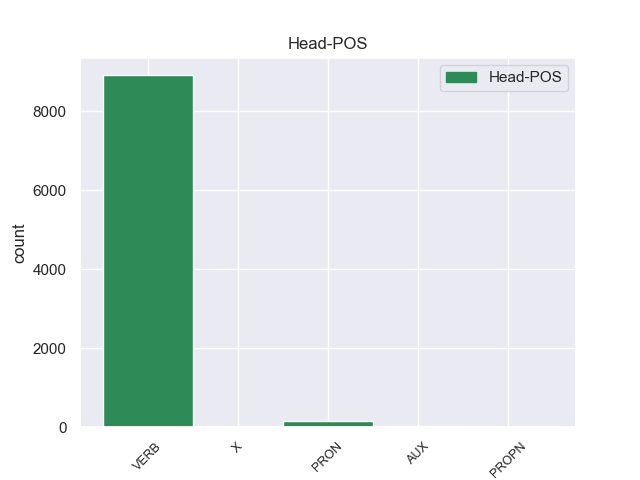 Head-POS
Head-POS
8000
6000
4000
2000
0
count
VERB
X
PRON
AUX
PROPN